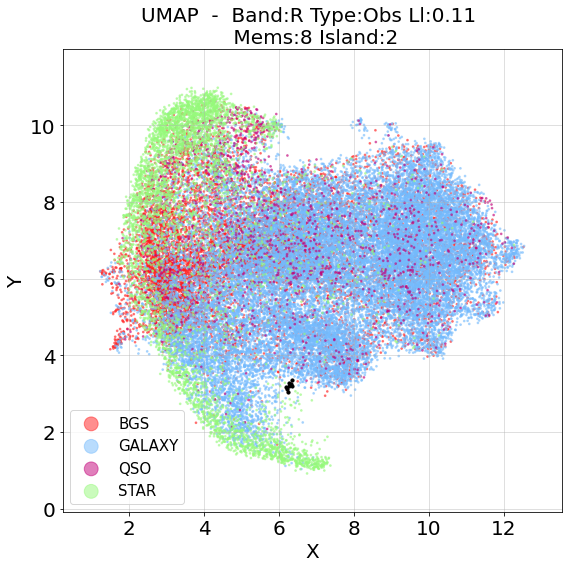 UMAP  -  Band:R Type:Obs Ll:0.11
Mems:8 Island:2
10
8
6
4
2
0
Y
BGS
GALAXY
QSO
STAR
2 4 6 8 10 12
X